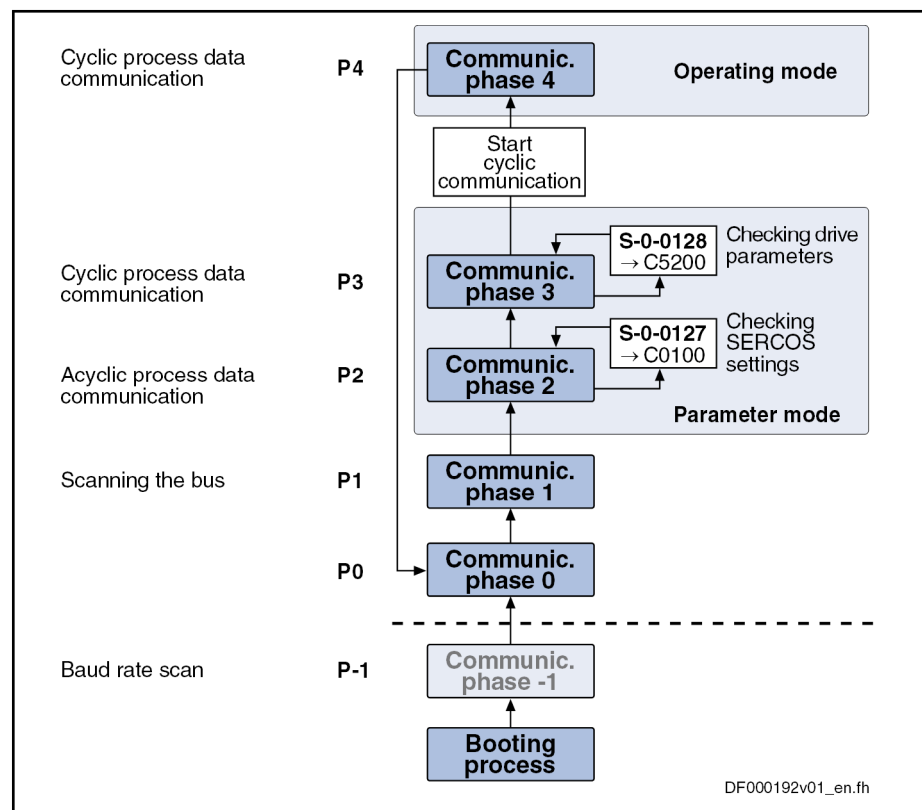 Cyclic process data
communication
P4
Communic.
phase 4
Operating mode
Start
cyclic
communication
Cyclic process data
communication
P3
Communic.
phase 3
S-0-0128
→ C5200
Checking drive
parameters
Acyclic process data
communication
P2
Communic.
phase 2
S-0-0127
→ C0100
Checking
SERCOS
settings
Parameter mode
Scanning the bus
P1
Communic.
phase 1
P0
Communic.
phase 0
Baud rate scan
P-1
Communic.
phase -1
Booting
process
DF000192v01_en.fh